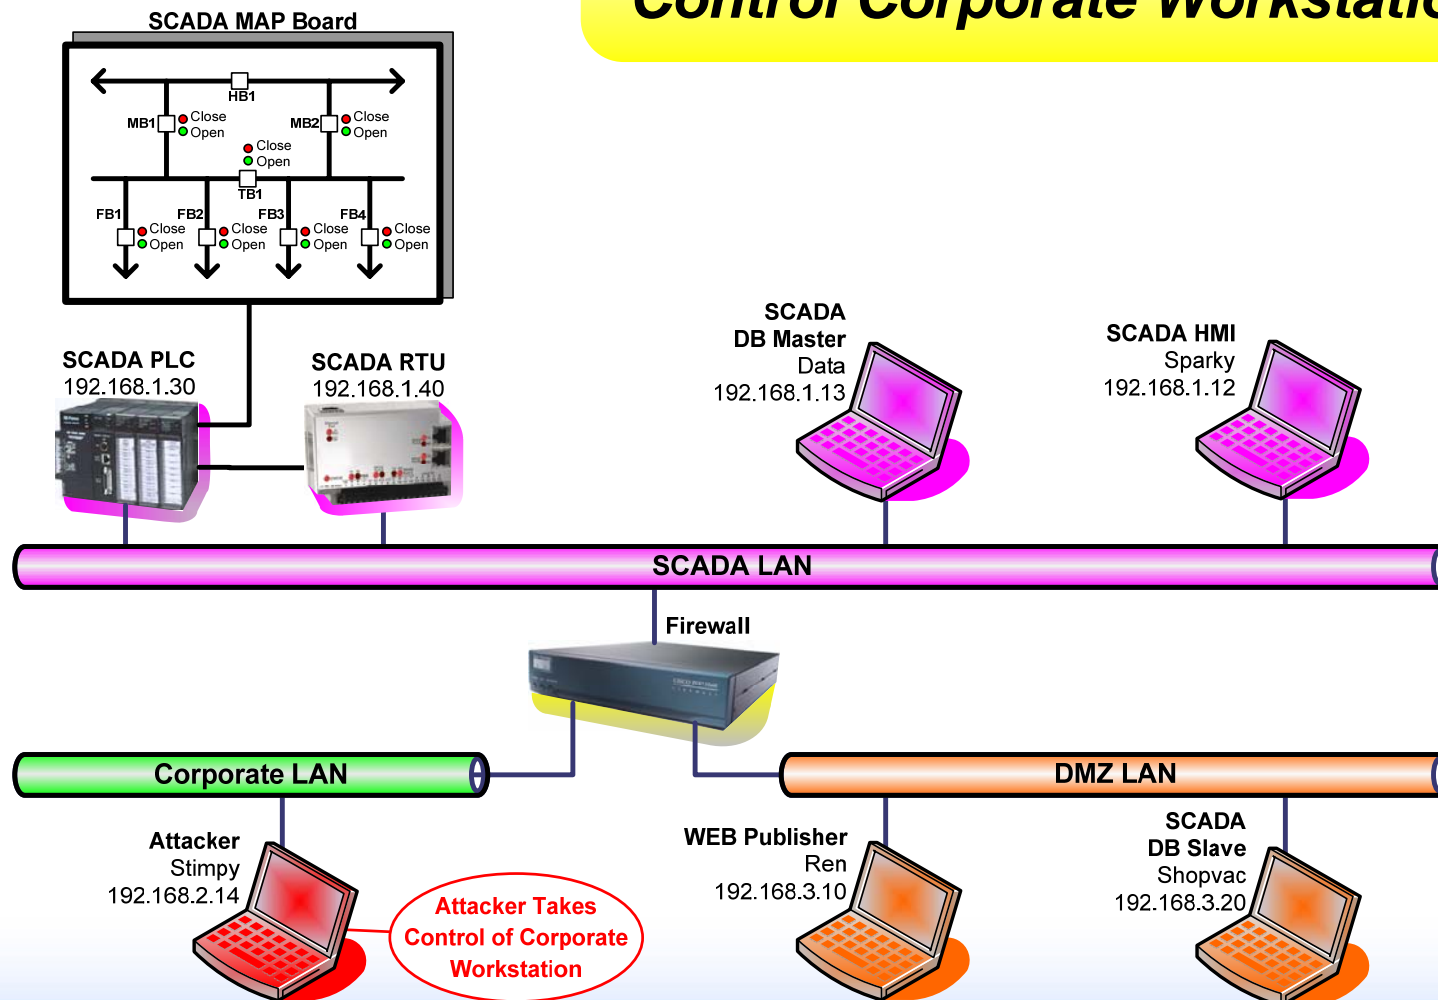 Control Corporate Workstatio
SCADA MAP Board
HB1
MB1
Close
Open
MB2
Close
Open
Close
Open
TB1
FB1
Close
Open
FB2
Close
Open
FB3
Close
Open
FB4
Close
Open
SCADA PLC
192.168.1.30
SCADA RTU
192.168.1.40
SCADA
DB Master
Data
192.168.1.13
SCADA HMI
Sparky
192.168.1.12
SCADA LAN
Firewall
Corporate LAN
DMZ LAN
Attacker
Stimpy
192.168.2.14
Attacker Takes
Control of Corporate
Workstation
WEB Publisher
Ren
192.168.3.10
SCADA
DB Slave
Shopvac
192.168.3.20